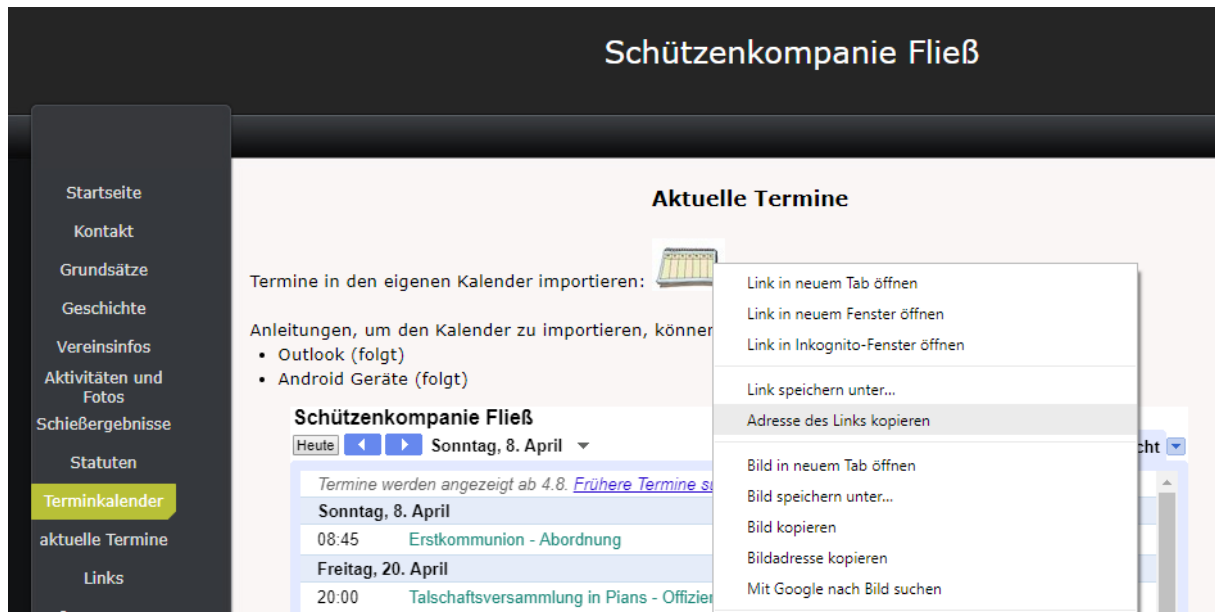 Schützenkompanie Fließ
Startseite
Kontakt
Grundsätze
Geschichte
Vereinsinfos
Aktivitäten und
Fotos
Schießergebnisse
Statuten
Terminkalender
aktuelle Termine
Links
Aktuelle Termine
Termine in den eigenen Kalender importieren:
Anleitungen, um den Kalender zu importieren,
• Outlook (folgt)
• Android Geräte (folgt)
Schützenkompanie Fließ
Heute Sonntag, 8. April
Termine werden angezeigt ab 4.8. Frühere Termine
Sonntag, 8. April
08:45 Erstkommunion - Abordnung
Freitag, 20. April
20:00 Talschaftsversammlung in Pians -
Link in neuem Tab öffnen
Link in neuem Fenster öffnen
Link in Inkognito-Fenster öffnen
Link speichern unter...
Adresse des Links kopieren
Bild in neuem Tab öffnen
Bild speichern unter...
Bild kopieren
Bildadresse kopieren
Mit Google nach Bild suchen